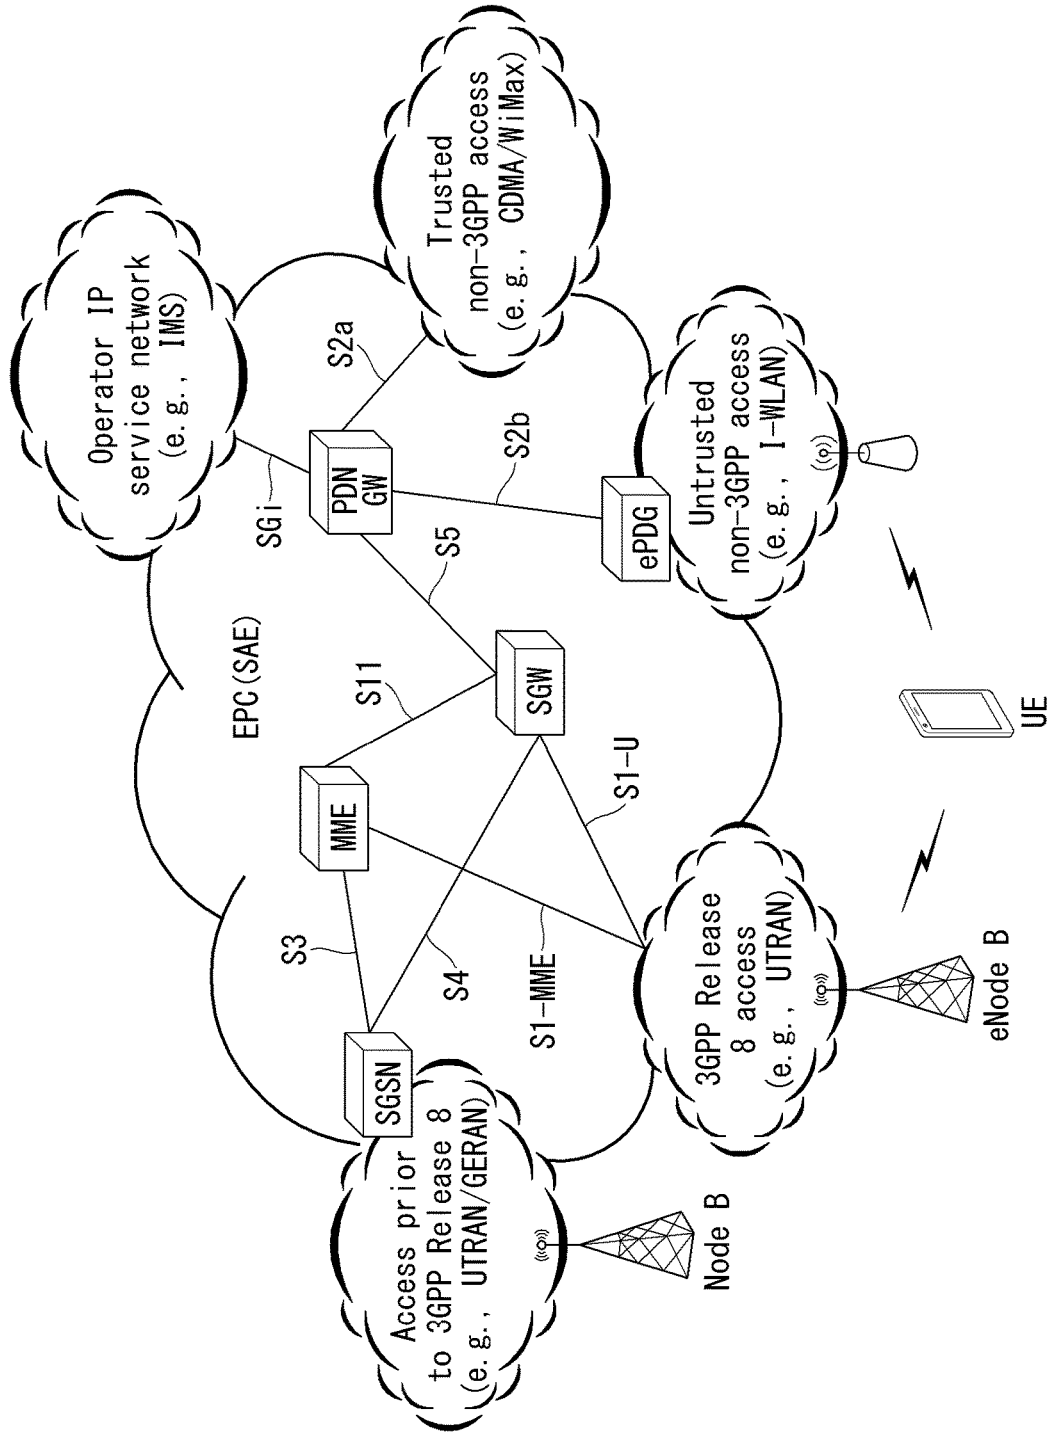 Operator IP
service network
(e.g., IMS)
EPC(SAE)
SGi
S2a
Trusted
non-3GPP access
(e.g., CDMA/WiMax)
PDN
GW
S11
S5
S2b
MME
S3
SGSN
SGW
ePDG
S4
S1-MME
S1-U
Access prior
to 3GPP Release 8
(e.g., UTRAN/GERAN)
3GPP Release
8 access
(e.g., UTRAN)
Untrusted
non-3GPP access
(e.g., I-WLAN)
Node B
eNode B
UE